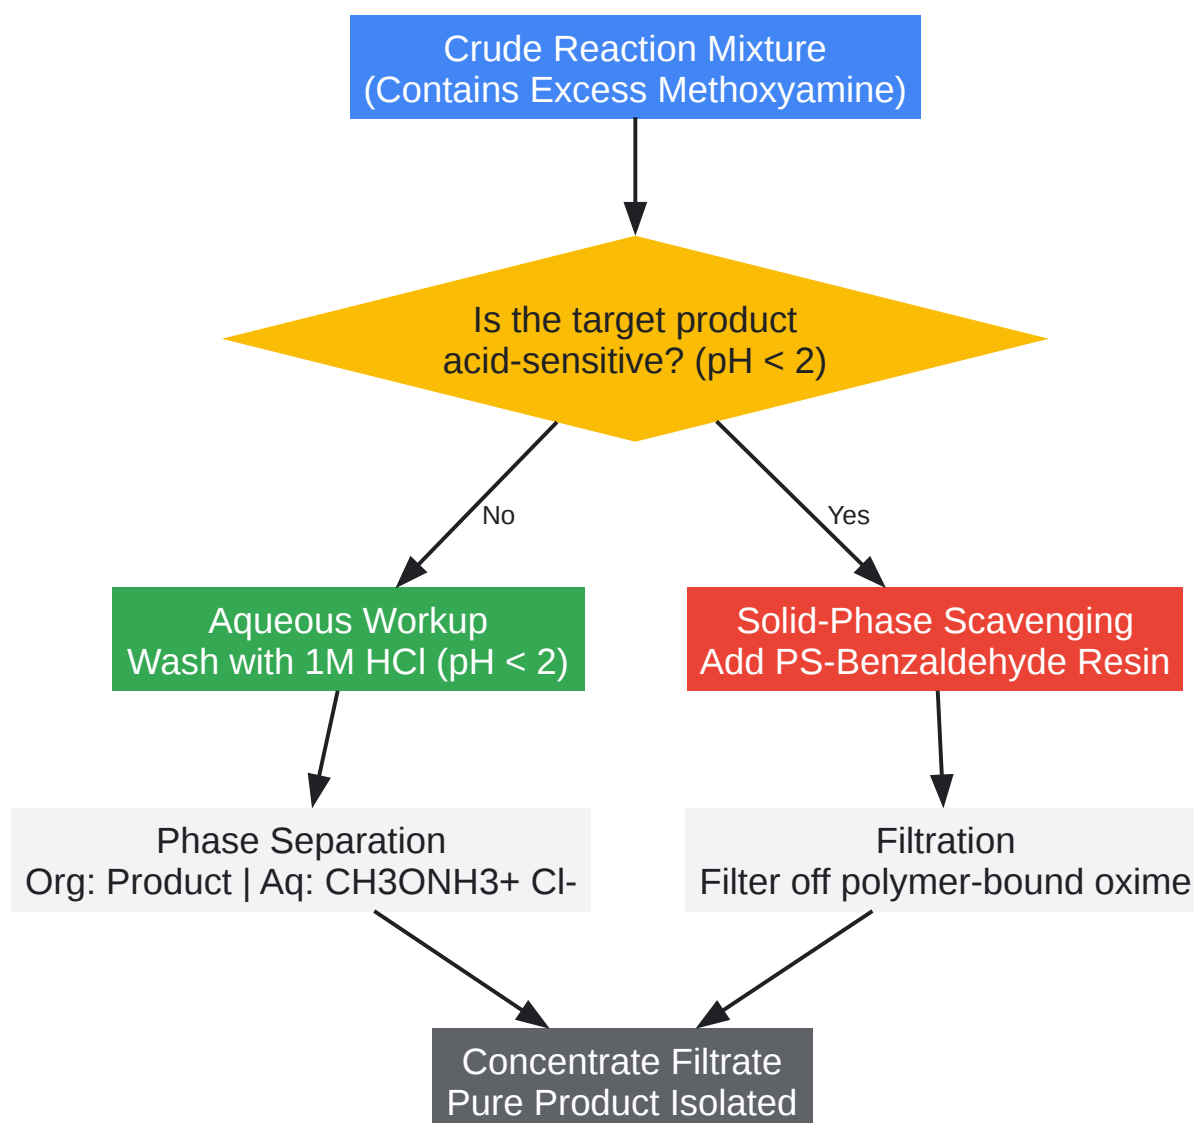 Crude Reaction Mixture
(Contains Excess Methoxyamine)
Is the target product
acid-sensitive? (pH < 2)
No
Yes
Aqueous Workup
Wash with 1M HCl (pH < 2)
Solid-Phase Scavenging
Add PS-Benzaldehyde Resin
Phase Separation
Org: Product | Aq: CH3ONH3+ Cl-
Filtration
Filter off polymer-bound oxime
Concentrate Filtrate
Pure Product Isolated